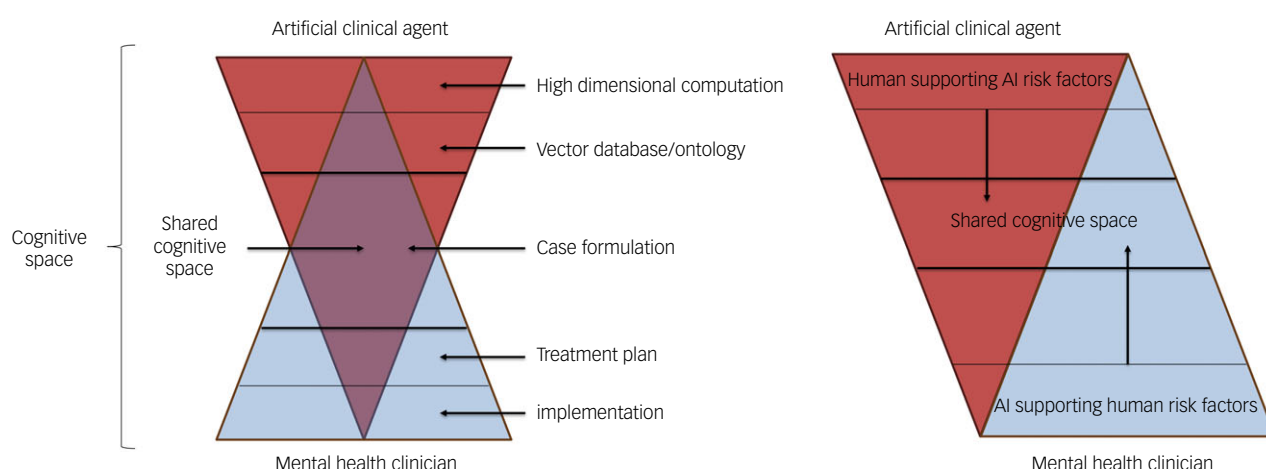 Artificial clinical agent
High dimensional computation
Vector database/ontology
Cognitive
space
Shared
cognitive
space
Case formulation
Treatment plan
implementation
Mental health clinician
Artificial clinical agent
Human supporting AI risk factors
Shared cognitive space
AI supporting human risk factors
Mental health clinician